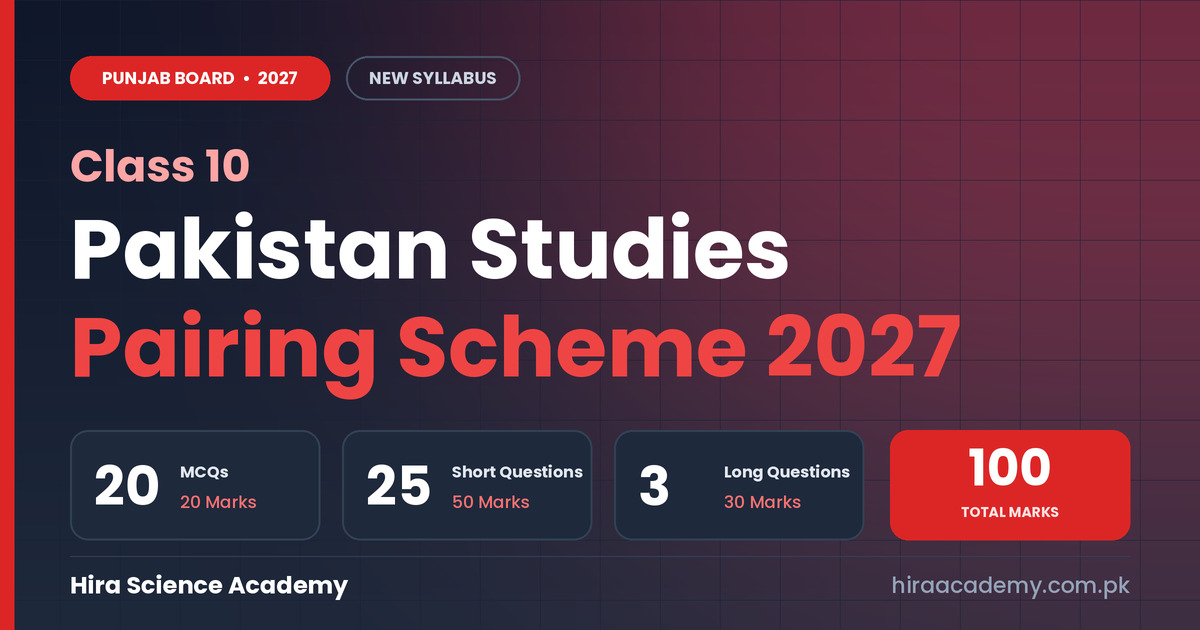 PUNJAB BOARD • 2027
NEW SYLLABUS
Class 10
Pakistan Studies
Pairing Scheme 2027
20 MCQs
20 Marks
25 Short Questions
50 Marks
3 Long Questions
30 Marks
100
TOTAL MARKS
Hira Science Academy
hiraacademy.com.pk